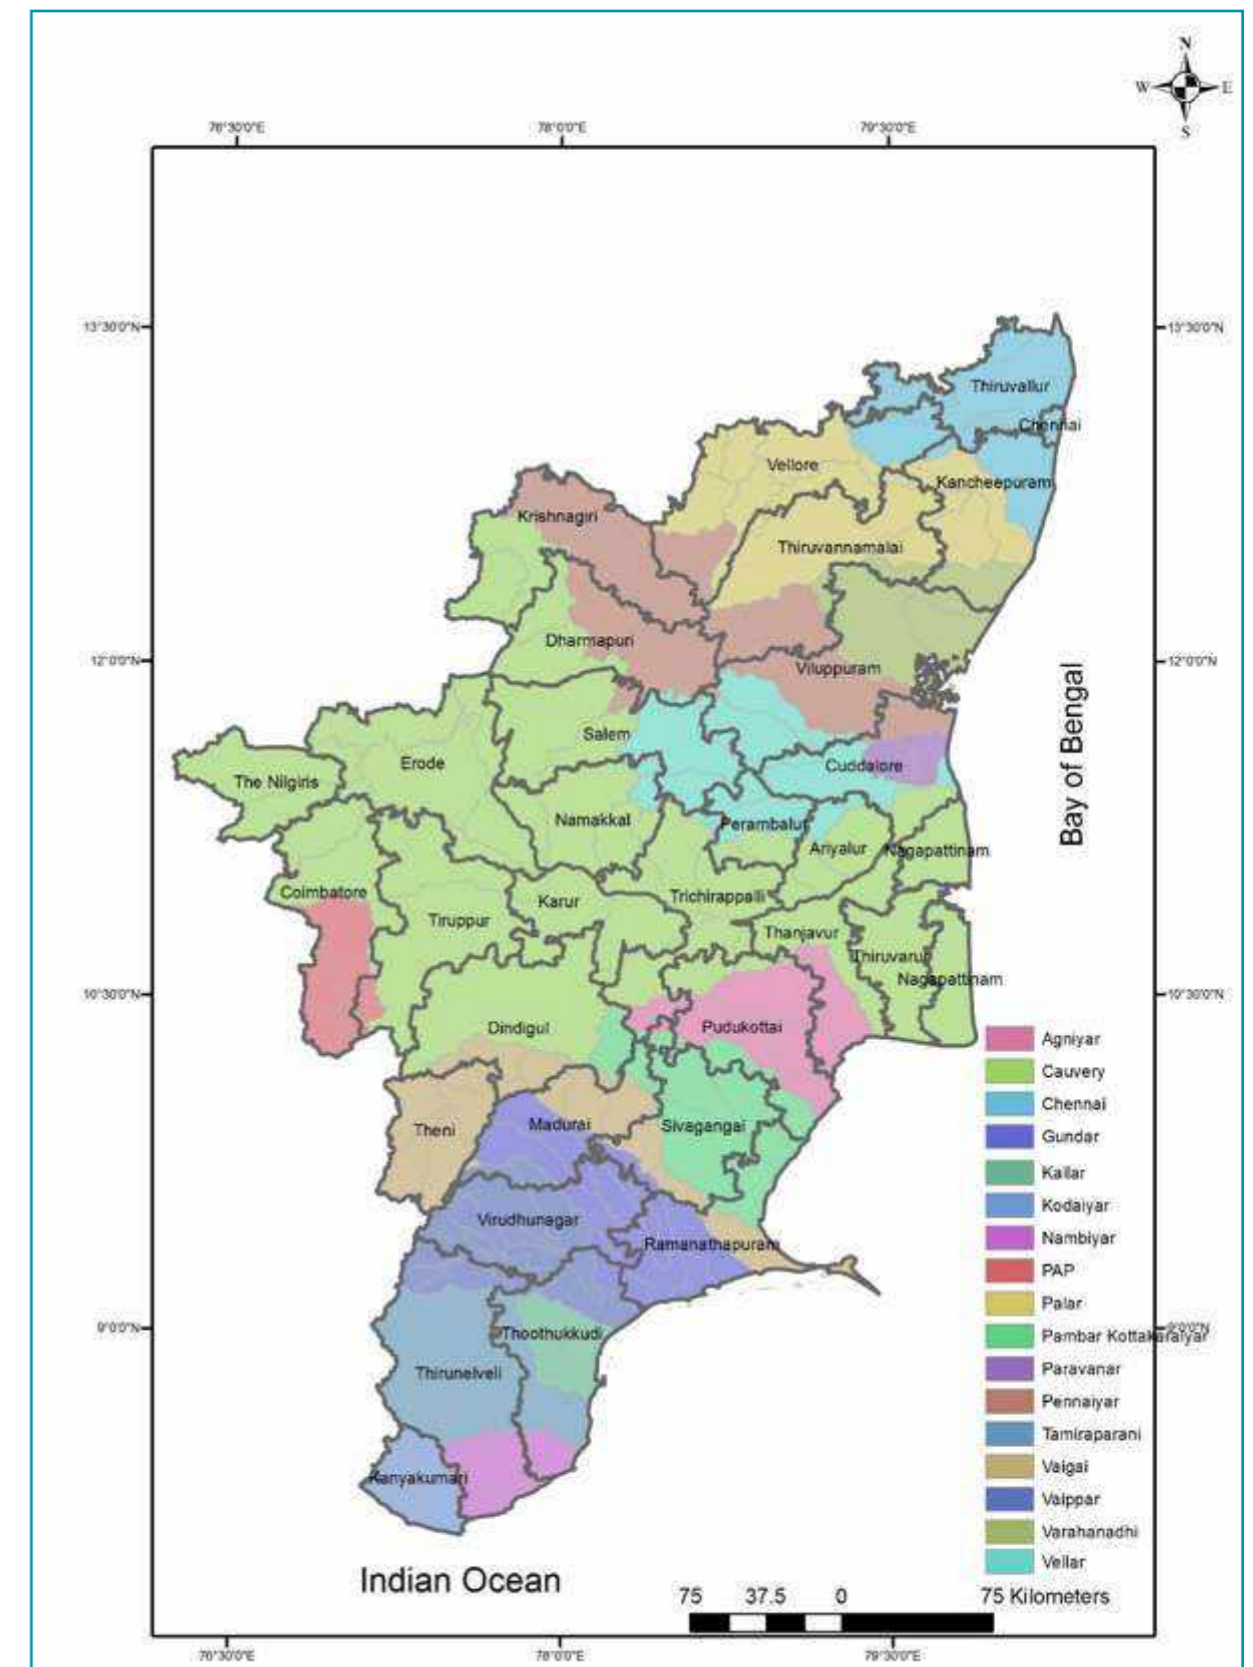 N
W E
S
76°30'0"E 78°0'0"E 79°30'0"E
13°30'0"N 13°30'0"N
Thiruvallur
Chennai
Vellore
Kancheepuram
Krishnagiri
Thiruvannamalai
Dharmapuri
12°0'0"N 12°0'0"N
Viluppuram
Salem
Erode
Cuddalore
The Nilgiris
Namakkal
Perambalur
Ariyalur
Nagapattinam
Bay of Bengal
Coimbatore
Karur
Trichirappalli
Tiruppur
Thanjavur
Thiruvarur
Nagapattinam
10°30'0"N 10°30'0"N
Dindigul
Pudukottai
Theni
Madurai
Sivagangai
Virudhunagar
Ramanathapuram
9°0'0"N 9°0'0"N
Thoothukkudi
Thirunelveli
Kanyakumari
Agniyar
Cauvery
Chennai
Gundar
Kallar
Kodaiyar
Nambiyar
PAP
Palar
Pambar Kottakaraiyar
Paravanar
Pennaiyar
Tamiraparani
Vaigai
Vaippar
Varahanadhi
Vellar
Indian Ocean
75 37.5 0 75 Kilometers
76°30'0"E 78°0'0"E 79°30'0"E